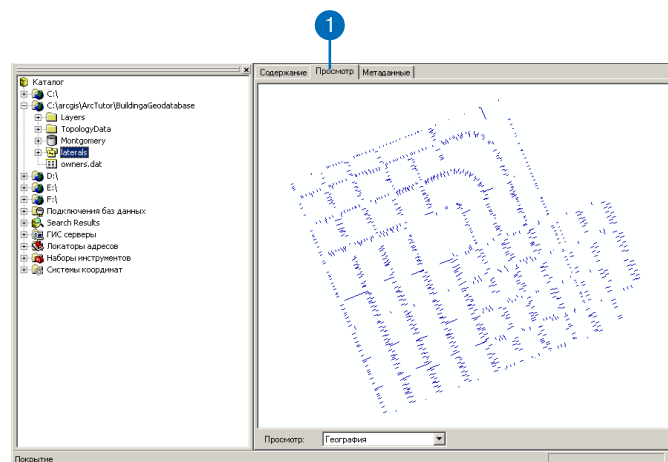 1
Содержание Просмотр Метаданные
Каталог
C:\
C:\arcgis\ArcTutor\BuildingaGeodatabase
Layers
TopologyData
Montgomery
laterals
owners.dat
D:\
E:\
F:\
Подключения баз данных
Search Results
ГИС серверы
Локаторы адресов
Наборы инструментов
Системы координат
Просмотр: География
Покрытие